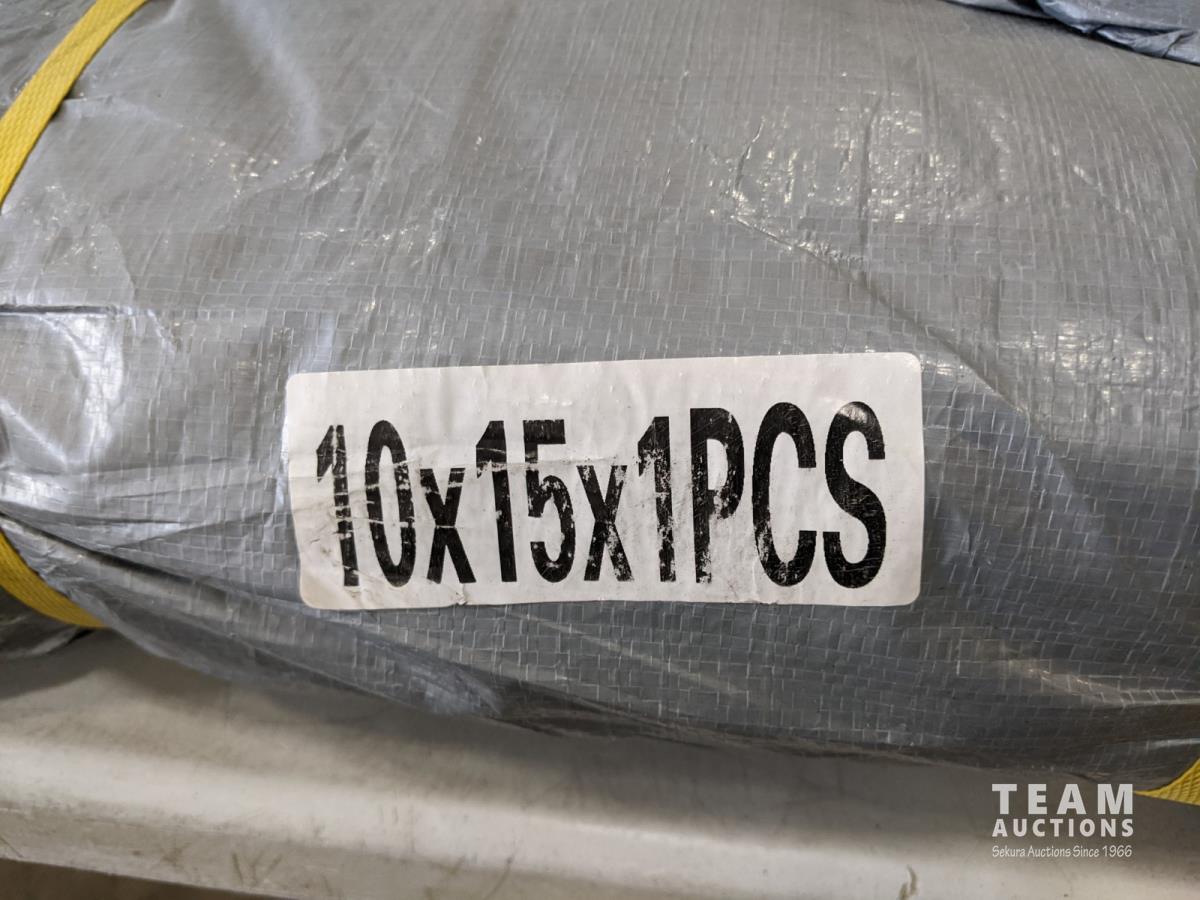 10x15x1PCS
TEAM
AUCTIONS
Sekura Auctions Since 1966